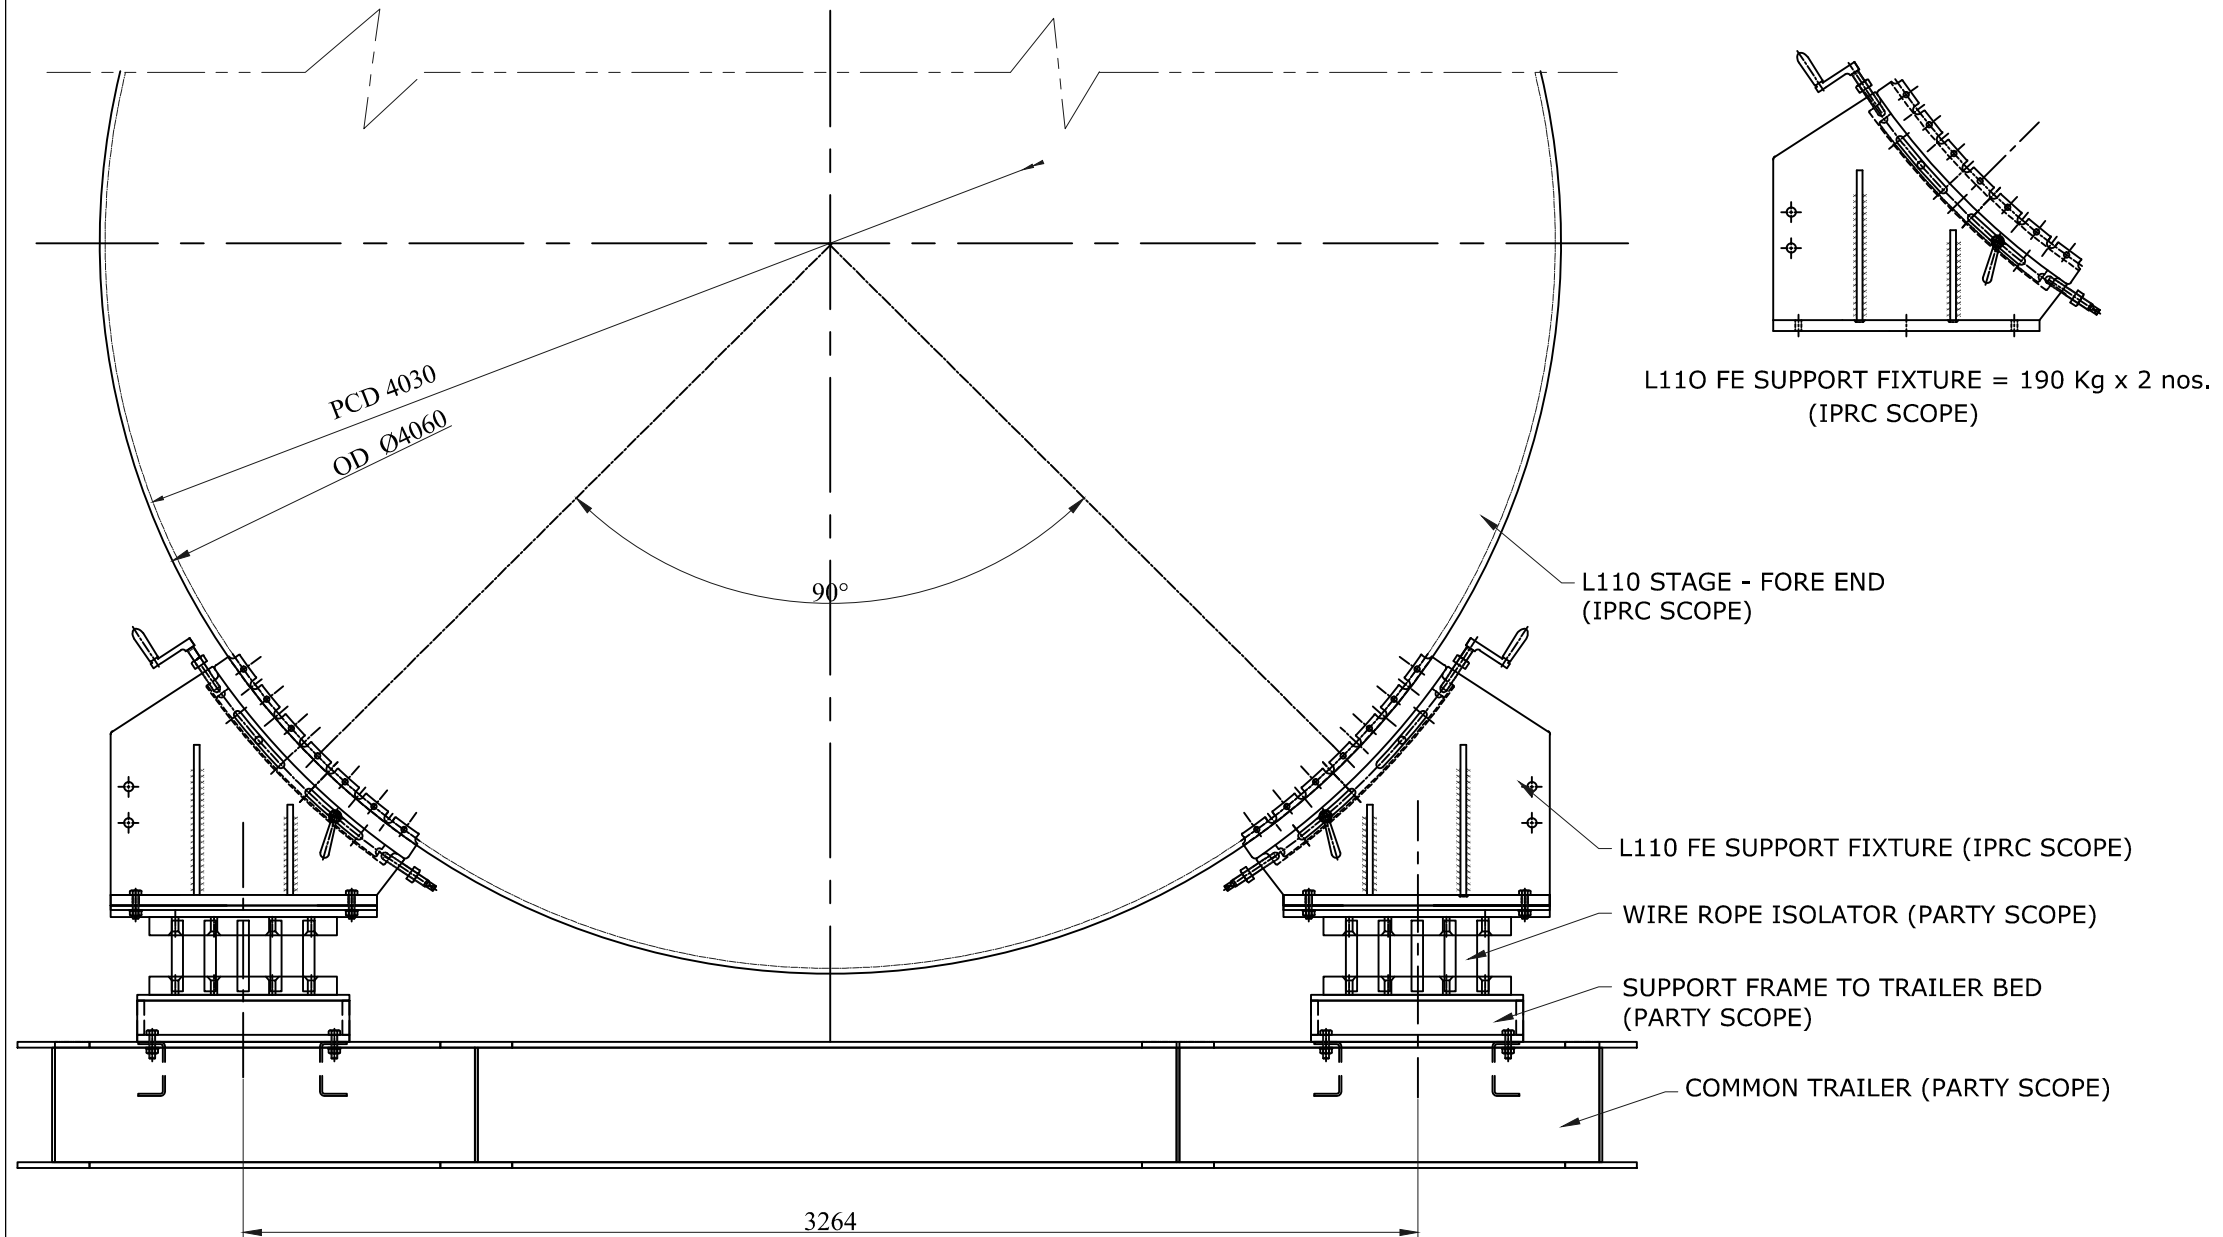 PCD 4030
OD Ø4060
90°
L11O FE SUPPORT FIXTURE = 190 Kg x 2 nos.
(IPRC SCOPE)
L110 STAGE - FORE END
(IPRC SCOPE)
L110 FE SUPPORT FIXTURE (IPRC SCOPE)
WIRE ROPE ISOLATOR (PARTY SCOPE)
SUPPORT FRAME TO TRAILER BED
(PARTY SCOPE)
COMMON TRAILER (PARTY SCOPE)
3264